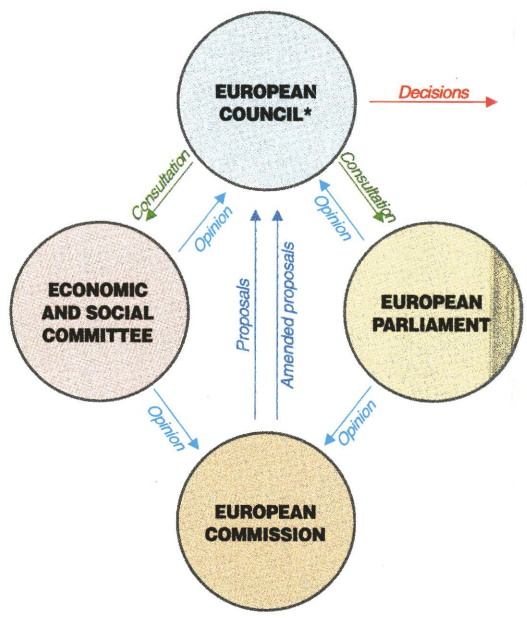 EUROPEAN
COUNCIL*
Decisions
Consultation
Consultation
Opinion
Opinion
ECONOMIC
AND SOCIAL
COMMITTEE
Proposals
Amended proposals
EUROPEAN
PARLIAMENT
Opinion
Opinion
EUROPEAN
COMMISSION